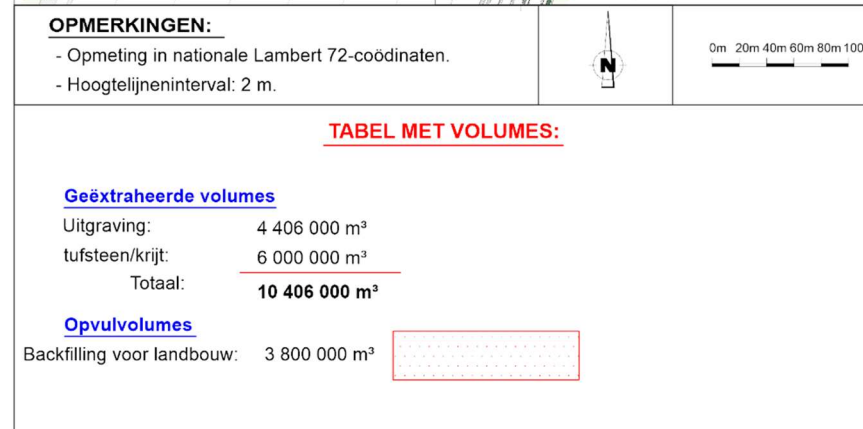 OPMERKINGEN:
- Opmeting in nationale Lambert 72-coödinaten.
- Hoogtelijneninterval: 2 m.
N
0m 20m 40m 60m 80m 100
TABEL MET VOLUMES:
Geëxtraheerde volumes
Uitgraving: 4 406 000 m³
tufsteen/krijt: 6 000 000 m³
Totaal: 10 406 000 m³
Opvulvolumes
Backfilling voor landbouw: 3 800 000 m³